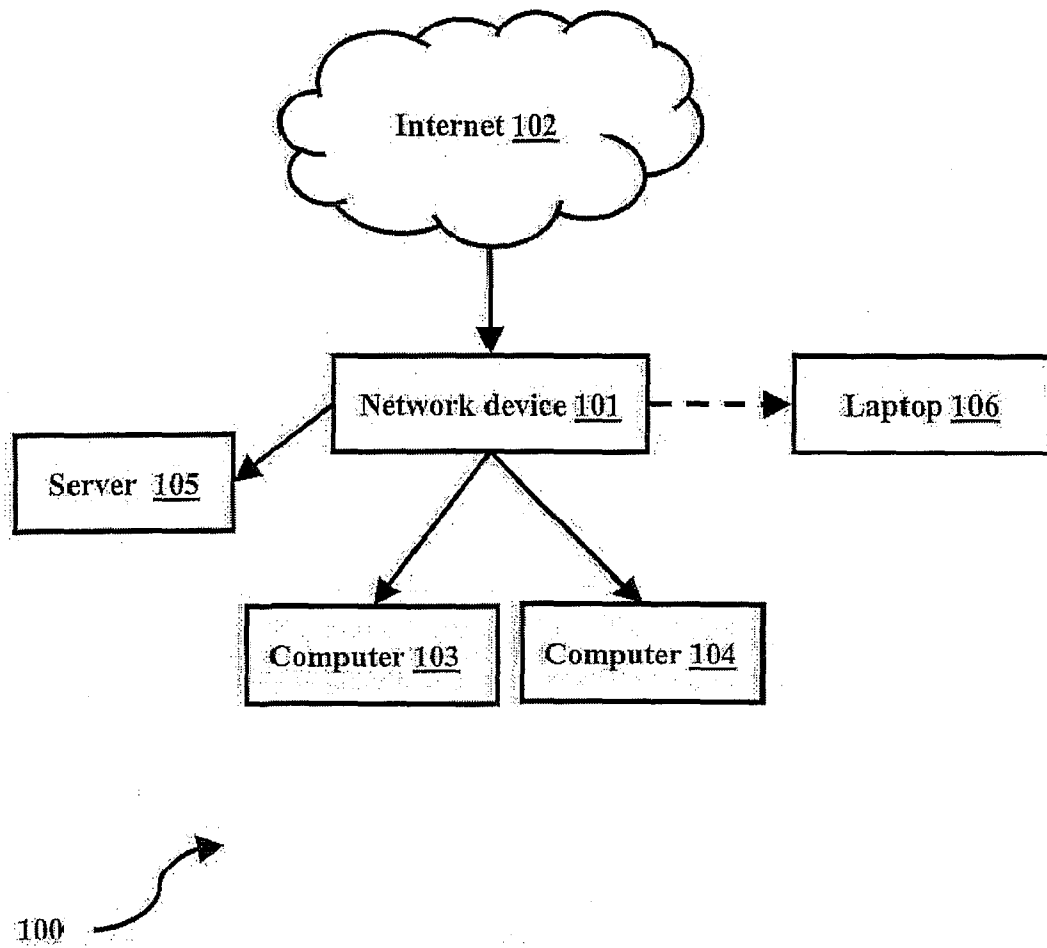 Internet 102
Network device 101
Laptop 106
Server 105
Computer 103
Computer 104
100